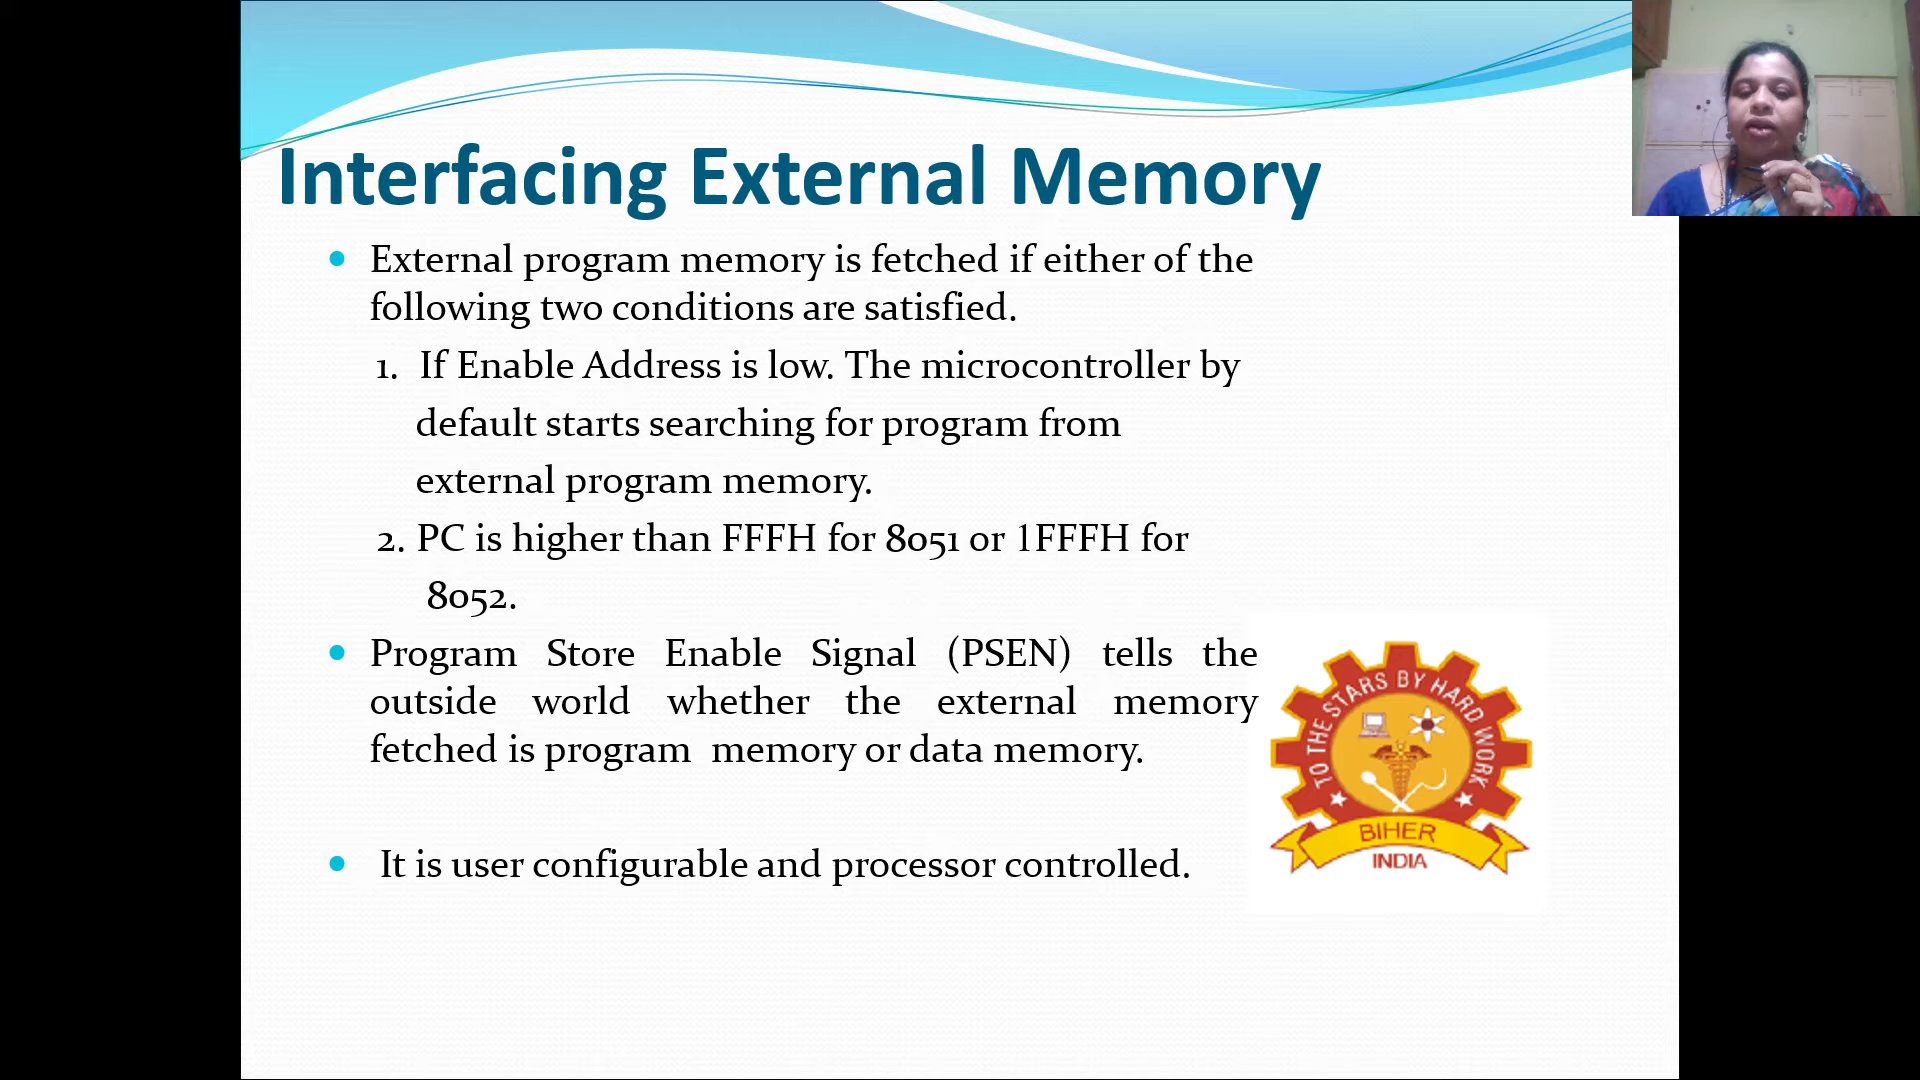 Interfacing External Memory
External program memory is fetched if either of the
following two conditions are satisfied.
1. If Enable Address is low. The microcontroller by
default starts searching for program from
external program memory.
2. PC is higher than FFFH for 8051 or 1FFFH for
8052.
Program Store Enable Signal (PSEN) tells the
outside world whether the external memory
fetched is program memory or data memory.
It is user configurable and processor controlled.
TO THE STARS BY HARD WORK
BIHER
INDIA